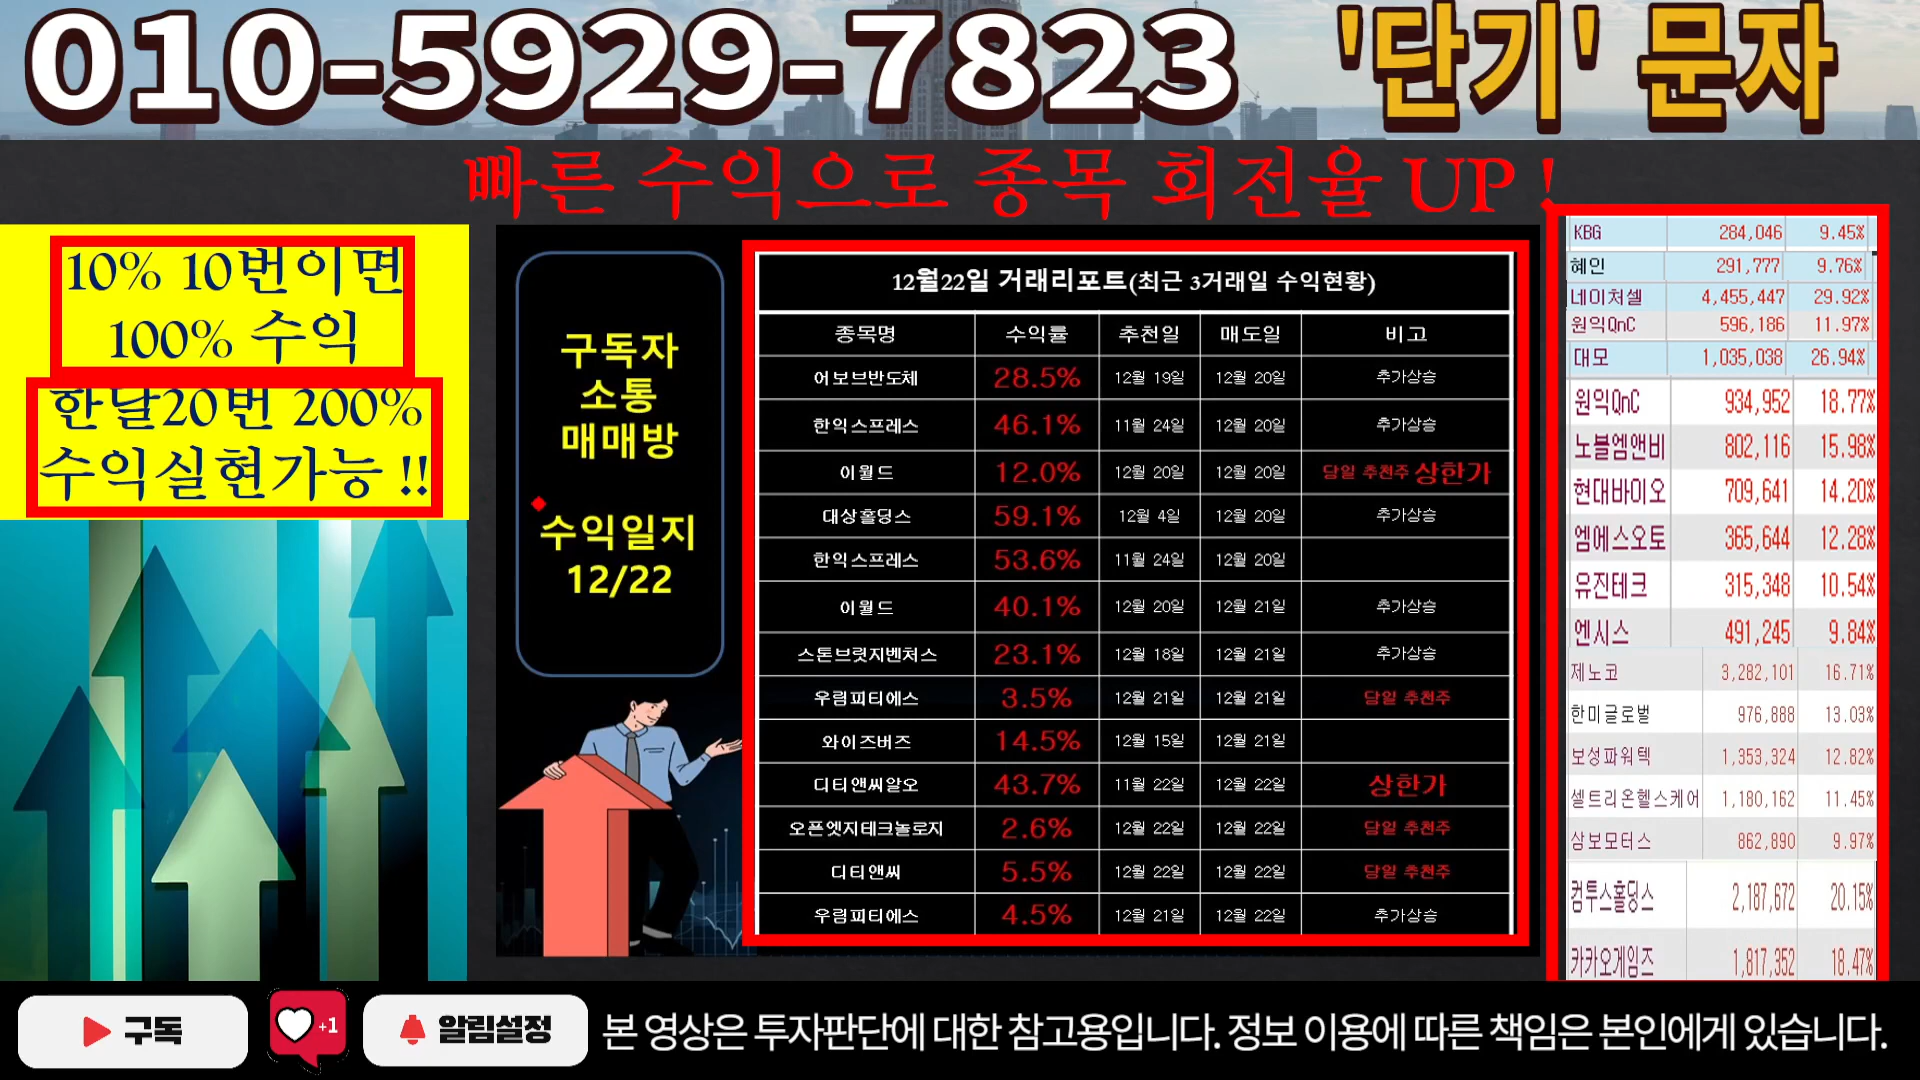 010-5929-7823 '단기' 문자
빠른 수익으로 종목 회전율 UP !
10% 10번이면
100% 수익
한달20번 200%
수익실현가능 !!
구독자
소통
매매방
수익일지
12/22
12월22일 거래리포트(최근 3거래일 수익현황)
종목명 수익률 추천일 매도일 비고
어보브반도체 28.5% 12월 19일 12월 20일 추가상승
한익스프레스 46.1% 11월 24일 12월 20일 추가상승
이월드 12.0% 12월 20일 12월 20일 당일 추천주 상한가
대상홀딩스 59.1% 12월 4일 12월 20일 추가상승
한익스프레스 53.6% 11월 24일 12월 20일
이월드 40.1% 12월 20일 12월 21일 추가상승
스톤브릿지벤처스 23.1% 12월 18일 12월 21일 추가상승
우림피티에스 3.5% 12월 21일 12월 21일 당일 추천주
와이즈버즈 14.5% 12월 15일 12월 21일
디티앤씨알오 43.7% 11월 22일 12월 22일 상한가
오픈엣지테크놀로지 2.6% 12월 22일 12월 22일 당일 추천주
디티앤씨 5.5% 12월 22일 12월 22일 당일 추천주
우림피티에스 4.5% 12월 21일 12월 22일 추가상승
KBG 284,046 9.45%
혜인 291,777 9.76%
네이처셀 4,455,447 29.92%
원익QnC 596,186 11.97%
대모 1,035,038 26.94%
원익QnC 934,952 18.77%
노블엠앤비 802,116 15.98%
현대바이오 709,641 14.20%
엠에스오토 365,644 12.28%
유진테크 315,348 10.54%
엔시스 491,245 9.84%
제노코 3,282,101 16.71%
한미글로벌 976,888 13.03%
보성파워텍 1,353,324 12.82%
셀트리온헬스케어 1,180,162 11.45%
상보모터스 862,890 9.97%
컴투스홀딩스 2,187,672 20.15%
카카오게임즈 1,817,352 18.47%
구독 +1 알림설정 본 영상은 투자판단에 대한 참고용입니다. 정보 이용에 따른 책임은 본인에게 있습니다.